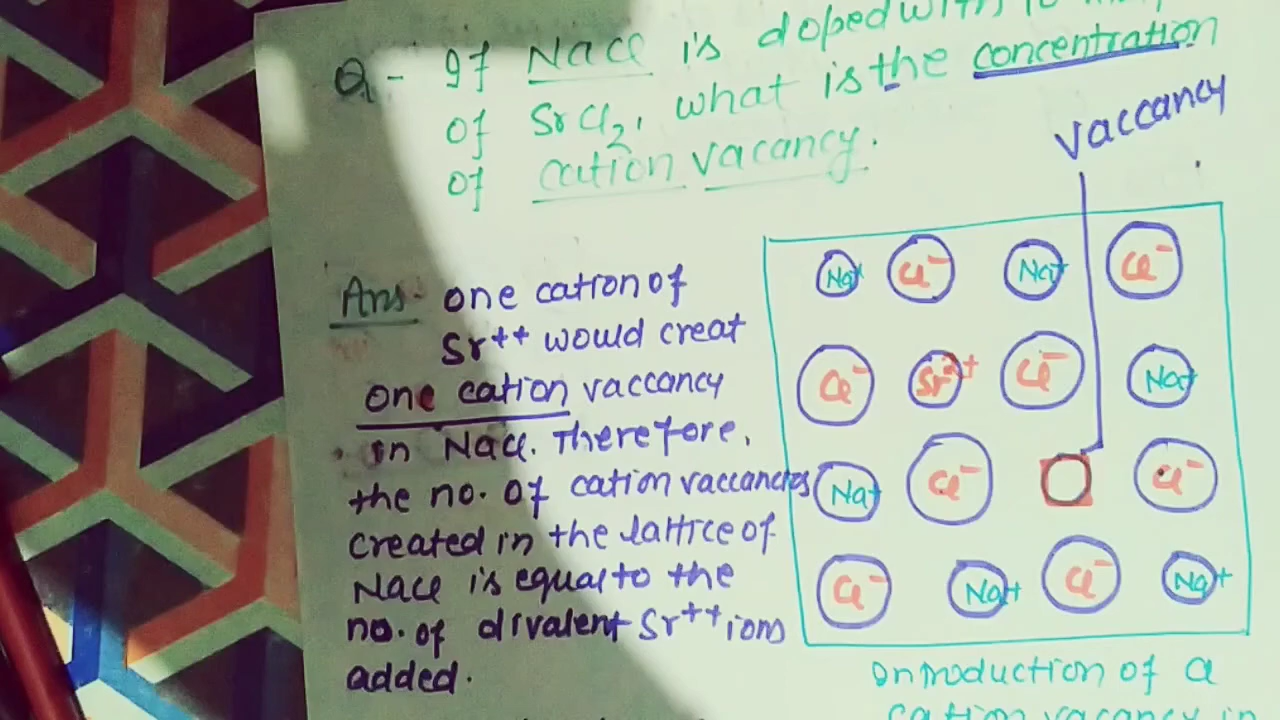 Q - If NaCl is doped with
of SrCl2, what is the concentration
of cation vacancy.
vaccancy
Ans- one cation of
Sr++ would creat
one cation vaccancy
in NaCl. Therefore,
the no. of cation vaccancies
created in the lattice of
NaCl is equal to the
no. of divalent Sr++ ions
added.
Na+ Cl- Na+ Cl-
Cl- Sr2+ Cl- Na+
Na+ Cl- Cl-
Cl- Na+ Cl- Na+
Introduction of a
cation vacancy in